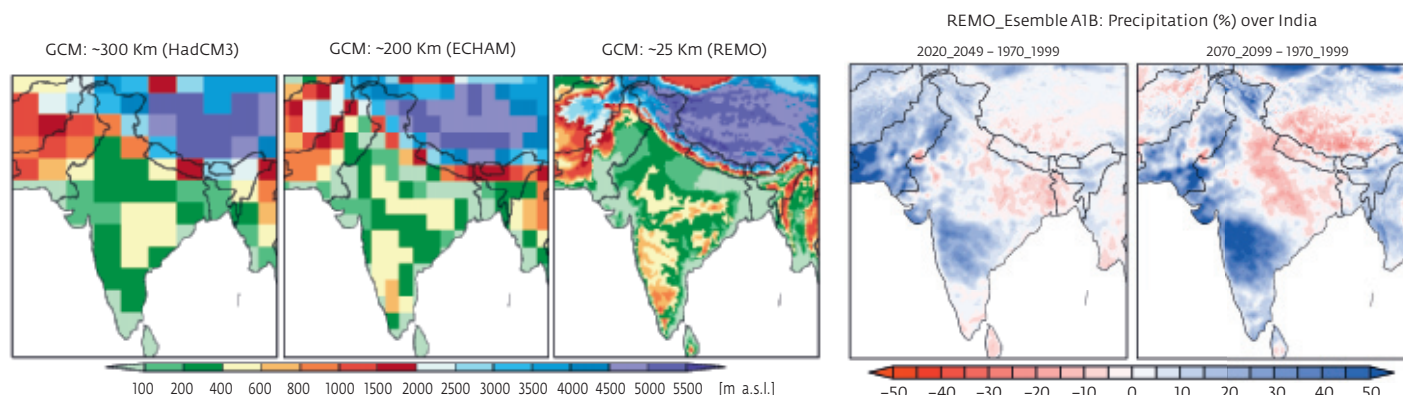 REMO_Esemble A1B: Precipitation (%) over India
GCM: ~300 Km (HadCM3) GCM: ~200 Km (ECHAM) GCM: ~25 Km (REMO)
2020_2049 – 1970_1999 2070_2099 – 1970_1999
100 200 400 600 800 1000 1500 2000 2500 3000 3500 4000 4500 5000 5500 [m a.s.l.]
−50 −40 −30 −20 −10 0 10 20 30 40 50